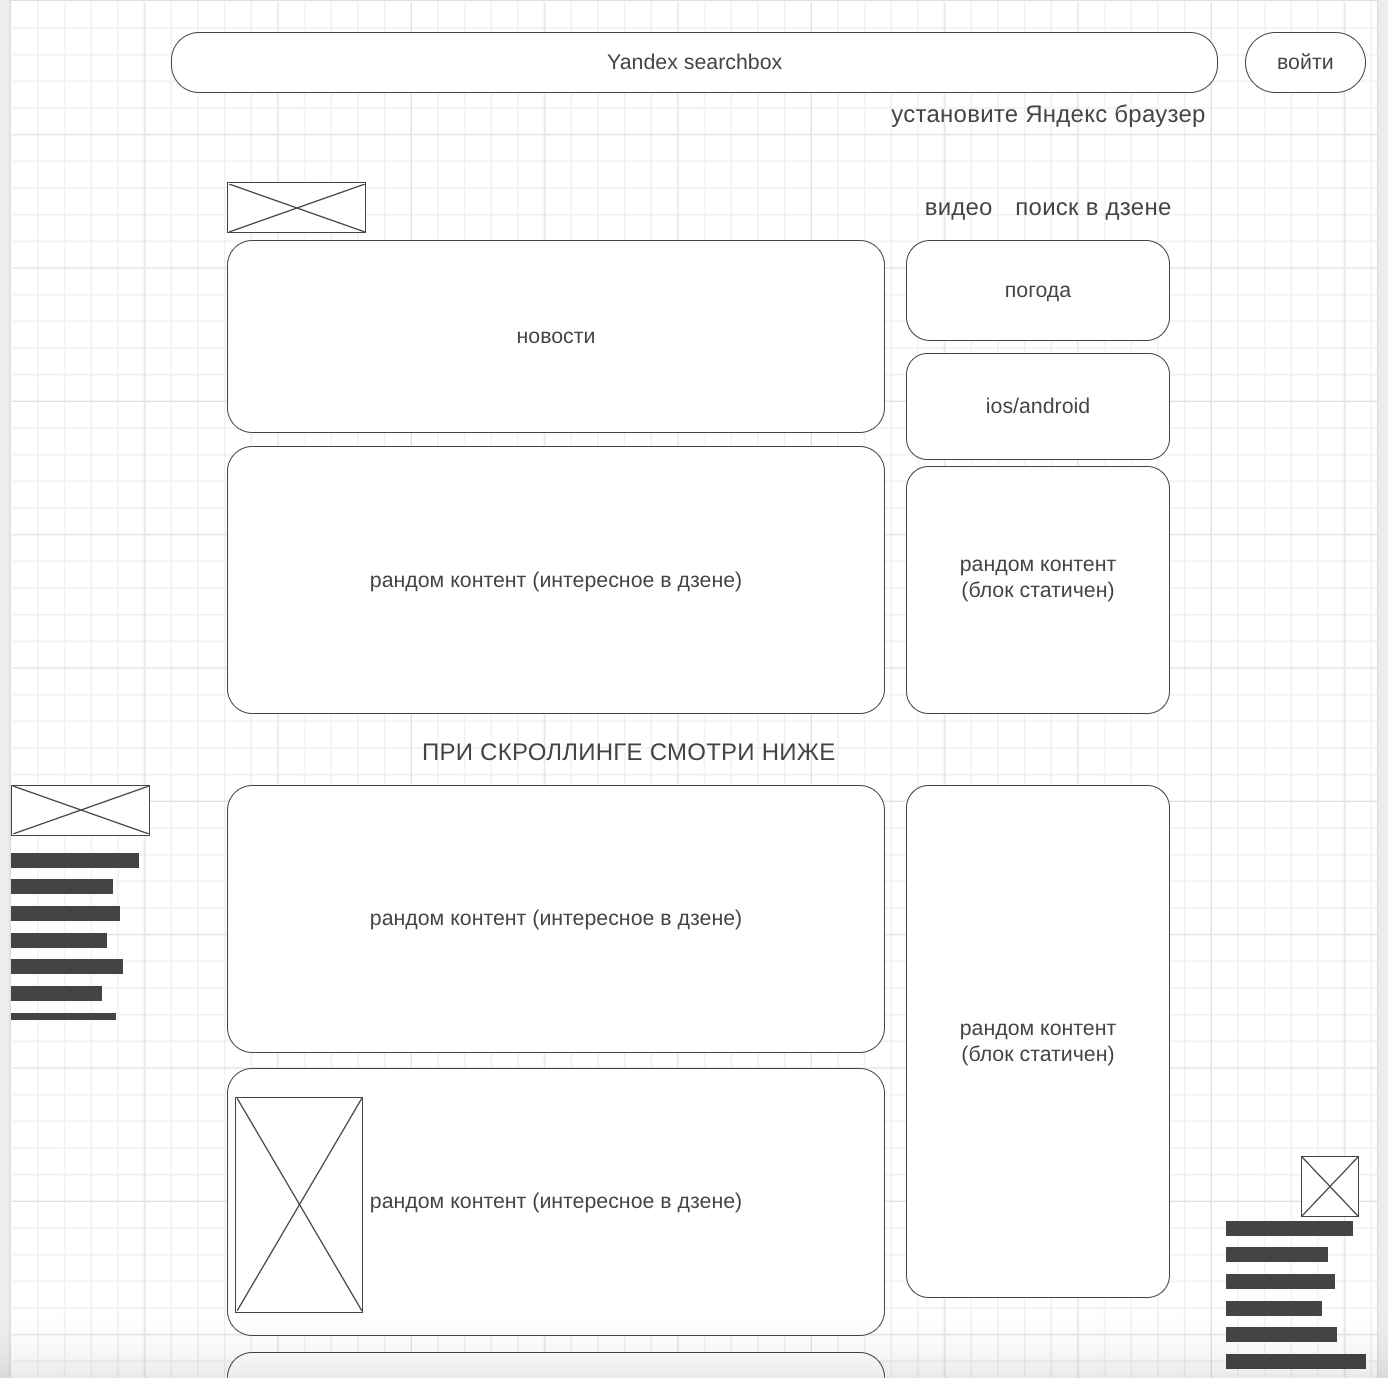 Yandex searchbox
войти
установите Яндекс браузер
видео поиск в дзене
новости
погода
ios/android
рандом контент (интересное в дзене)
рандом контент
(блок статичен)
ПРИ СКРОЛЛИНГЕ СМОТРИ НИЖЕ
рандом контент (интересное в дзене)
рандом контент
(блок статичен)
рандом контент (интересное в дзене)